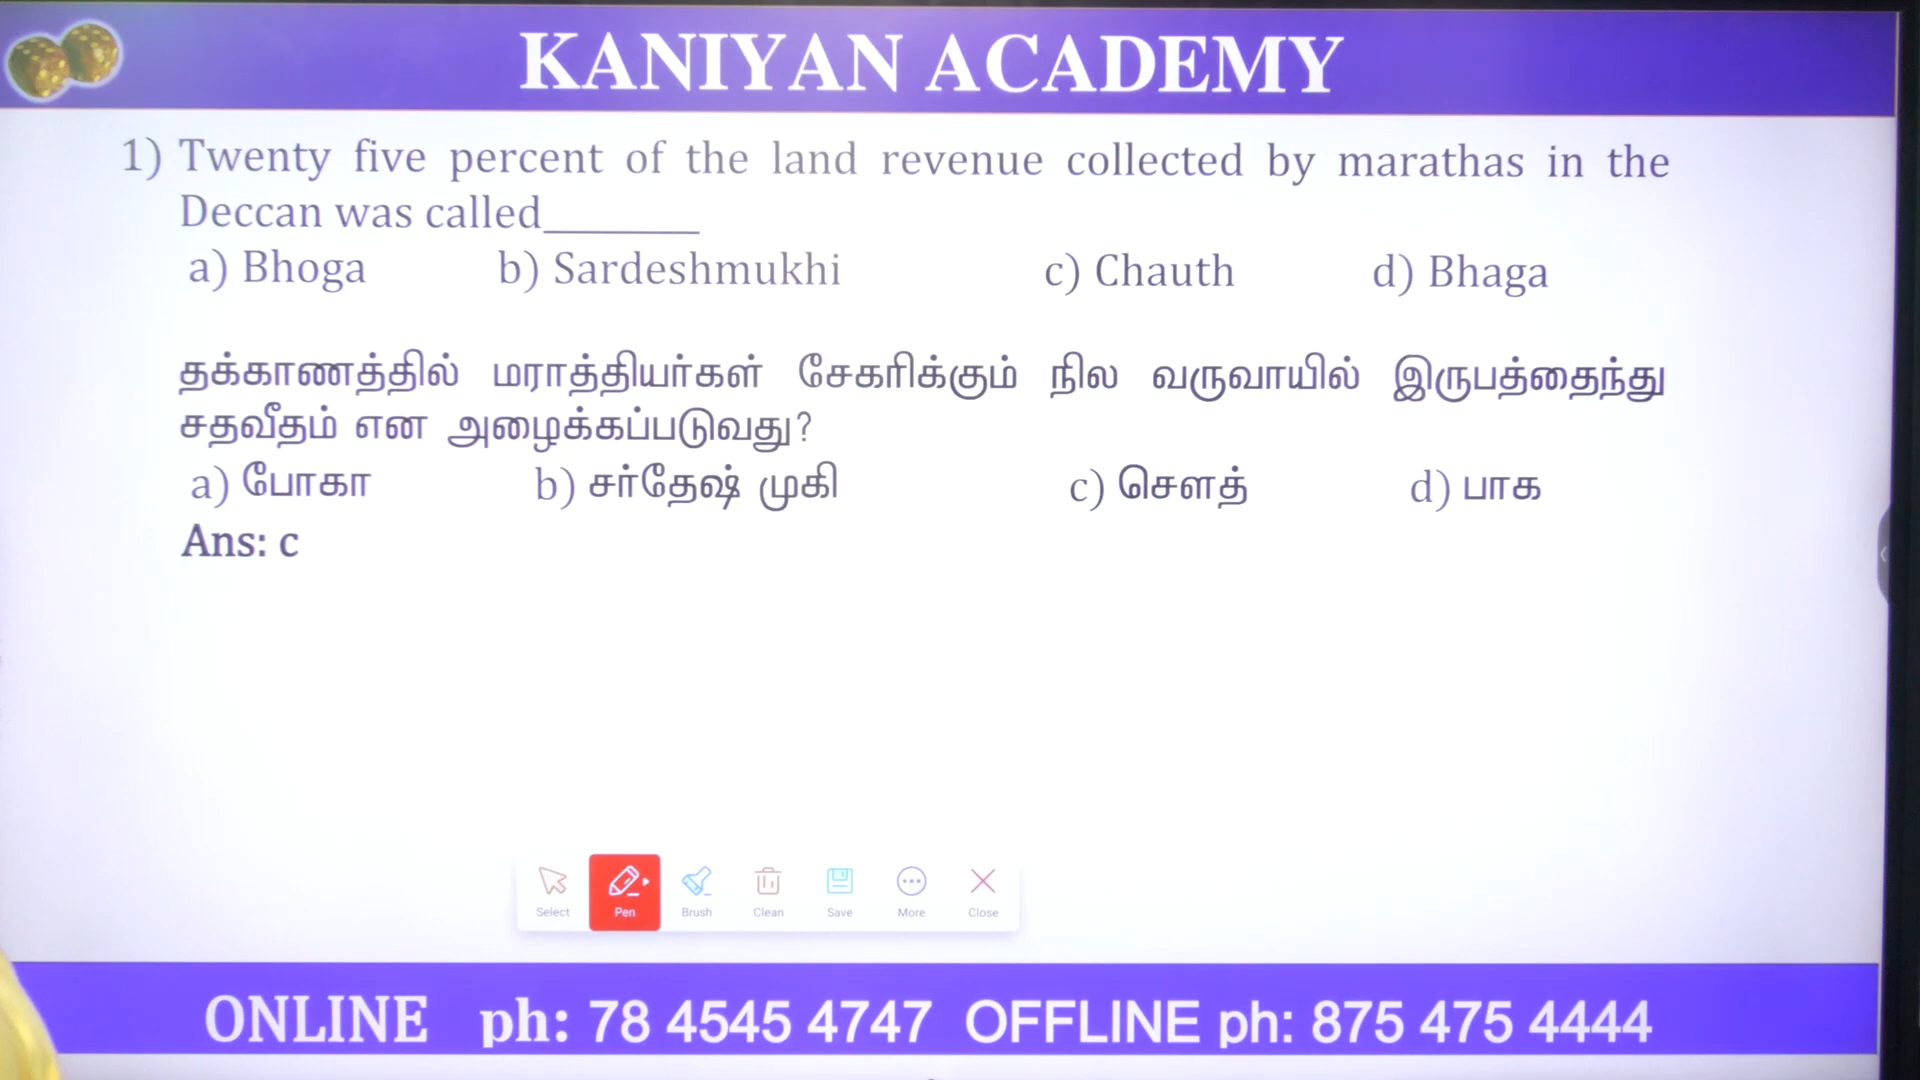 KANIYAN ACADEMY
1) Twenty five percent of the land revenue collected by marathas in the
Deccan was called________
a) Bhoga b) Sardeshmukhi c) Chauth d) Bhaga
தக்காணத்தில் மராத்தியர்கள் சேகரிக்கும் நில வருவாயில் இருபத்தைந்து
சதவீதம் என அழைக்கப்படுவது?
a) போகா b) சர்தேஷ் முகி c) சௌத் d) பாக
Ans: c
Select Pen Brush Clean Save More Close
ONLINE ph: 78 4545 4747 OFFLINE ph: 875 475 4444